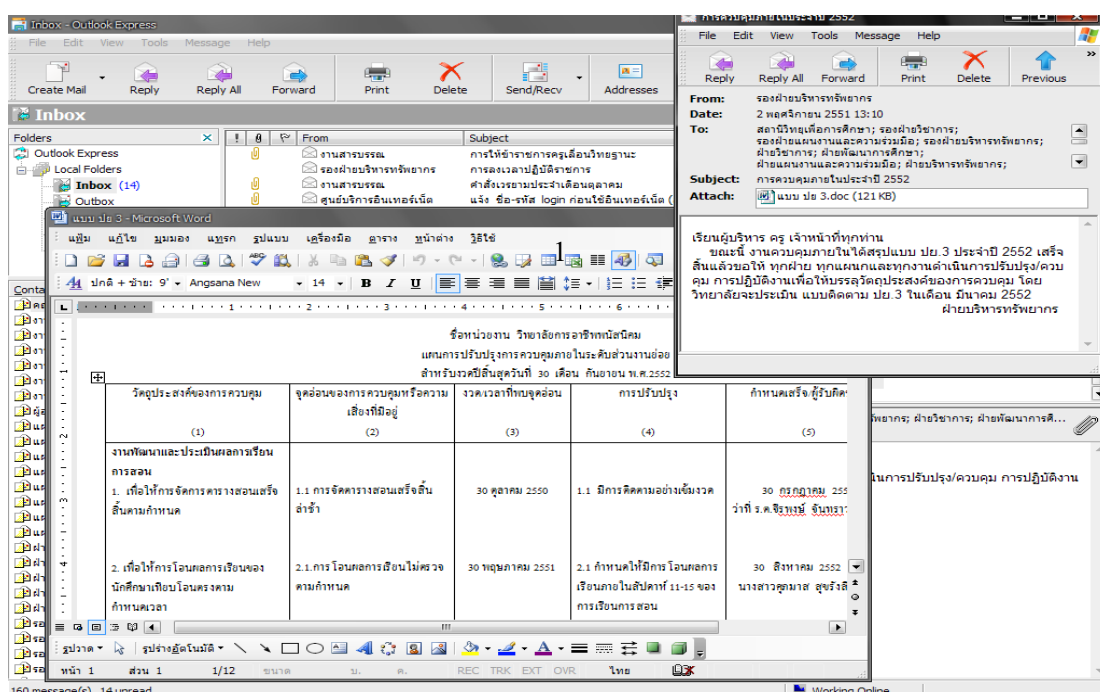 Inbox - Outlook Express
File Edit View Tools Message Help
Create Mail Reply Reply All Forward Print Delete Send/Recv Addresses
Inbox
Folders
Outlook Express
Local Folders
Inbox (14)
Outbox
From Subject
งานสารบรรณ การให้ข้าราชการครูเลื่อนวิทยฐานะ
รองฝ่ายบริหารทรัพยากร การลงเวลาปฏิบัติราชการ
งานสารบรรณ คำสั่งเวรยามประจำเดือนตุลาคม
ศูนย์บริการอินเทอร์เน็ต แจ้ง ชื่อ-รหัส login ก่อนใช้อินเทอร์เน็ต (
การควบคุมภายในประจำปี 2552
File Edit View Tools Message Help
Reply Reply All Forward Print Delete Previous
From: รองฝ่ายบริหารทรัพยากร
Date: 2 พฤศจิกายน 2551 13:10
To: สถานีวิทยุเพื่อการศึกษา; รองฝ่ายวิชาการ;
รองฝ่ายแผนงานและความร่วมมือ; รองฝ่ายบริหารทรัพยากร;
ฝ่ายวิชาการ; ฝ่ายพัฒนาการศึกษา;
ฝ่ายแผนงานและความร่วมมือ; ฝ่ายบริหารทรัพยากร;
Subject: การควบคุมภายในประจำปี 2552
Attach: แบบ ปย 3.doc (121 KB)
เรียนผู้บริหาร ครู เจ้าหน้าที่ทุกท่าน
ขณะนี้ งานควบคุมภายในได้สรุปแบบ ปย.3 ประจำปี 2552 เสร็จ
สิ้นแล้วขอให้ ทุกฝ่าย ทุกแผนกและทุกงานดำเนินการปรับปรุง/ควบ
คุม การปฏิบัติงานเพื่อให้บรรลุวัตถุประสงค์ของการควบคุม โดย
วิทยาลัยจะประเมิน แบบติดตาม ปย.3 ในเดือน มีนาคม 2552
ฝ่ายบริหารทรัพยากร
แบบ ปย 3 - Microsoft Word
แฟ้ม แก้ไข มุมมอง แทรก รูปแบบ เครื่องมือ ตาราง หน้าต่าง วิธีใช้
1
ปกติ + ซ้าย: 9' Angsana New 14 B I U
ชื่อหน่วยงาน วิทยาลัยการอาชีพพนัสนิคม
แผนการปรับปรุงการควบคุมภายในระดับส่วนงานย่อย
สำหรับงวดปีสิ้นสุดวันที่ 30 เดือน กันยายน พ.ศ.2552
วัตถุประสงค์ของการควบคุม จุดอ่อนของการควบคุมหรือความ งวด/เวลาที่พบจุดอ่อน การปรับปรุง กำหนดเสร็จ/ผู้รับผิด
เสี่ยงที่มีอยู่
(1) (2) (3) (4) (5)
งานพัฒนาและประเมินผลการเรียน
การสอน
1. เพื่อให้การจัดการตารางสอนเสร็จ 1.1 การจัดตารางสอนเสร็จสิ้น 30 ตุลาคม 2550 1.1 มีการติดตามอย่างเข้มงวด 30 กรกฎาคม 255
สิ้นตามกำหนด ล่าช้า ว่าที่ ร.ต.จิรพงษ์ จันทรา
2. เพื่อให้การโอนผลการเรียนของ 2.1.การโอนผลการเรียนไม่ตรงจ 30 พฤษภาคม 2551 2.1 กำหนดให้มีการโอนผลการ 30 สิงหาคม 2552
นักศึกษาเทียบโอนตรงตาม ตามกำหนด เรียนภายในสัปดาห์ 11-15 ของ นางสาวศุภมาส สุขรังสี
กำหนดเวลา การเรียนการสอน
รูปวาด รูปร่างอัตโนมัติ
หน้า 1 ส่วน 1 1/12 ขนาด บ. ค. REC TRK EXT OVR ไทย
พยากร; ฝ่ายวิชาการ; ฝ่ายพัฒนาการศึ...
นการปรับปรุง/ควบคุม การปฏิบัติงาน
160 message(s), 14 unread Working Online